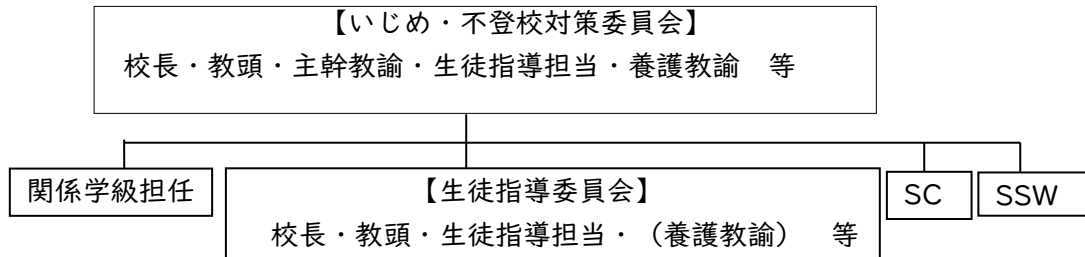 【いじめ・不登校対策委員会】
校長・教頭・主幹教諭・生徒指導担当・養護教諭　等
関係学級担任
【生徒指導委員会】
校長・教頭・生徒指導担当・（養護教諭）　等
SC
SSW